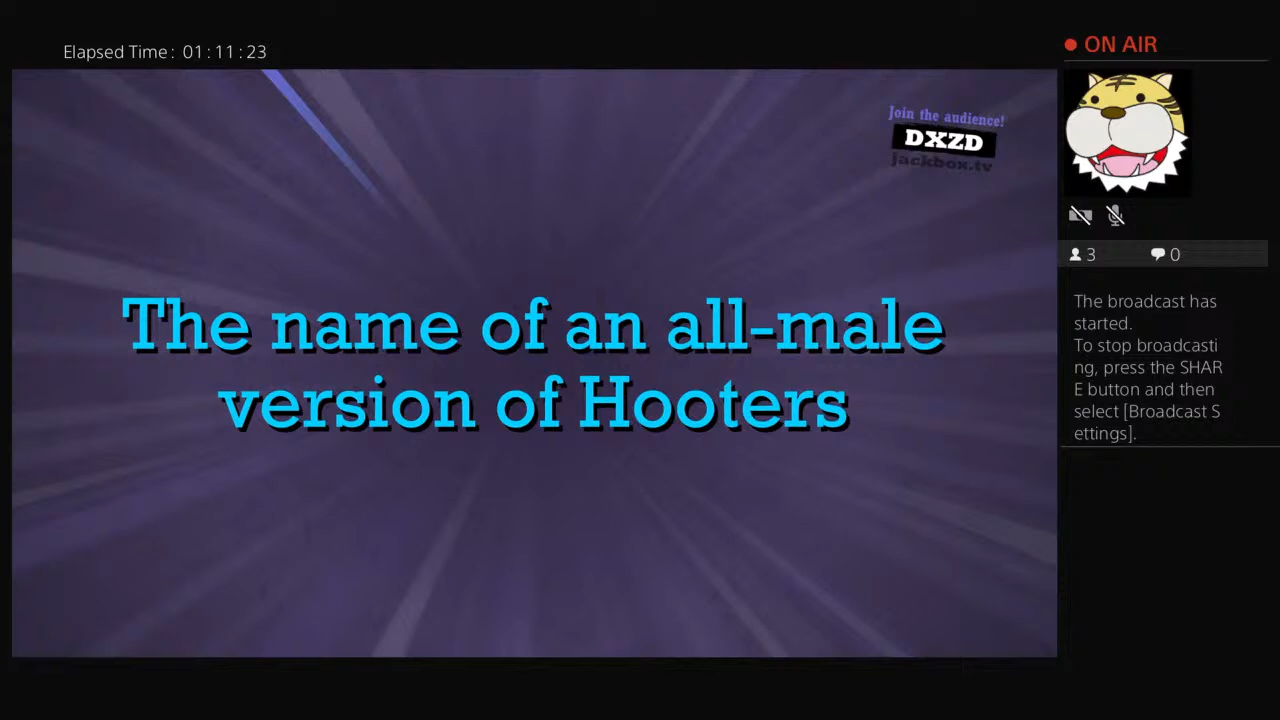 Elapsed Time: 01:11:23
ON AIR
Join the audience!
DXZD
jackbox.tv
The name of an all-male
version of Hooters
3
0
The broadcast has
started.
To stop broadcasti
ng, press the SHAR
E button and then
select [Broadcast S
ettings].